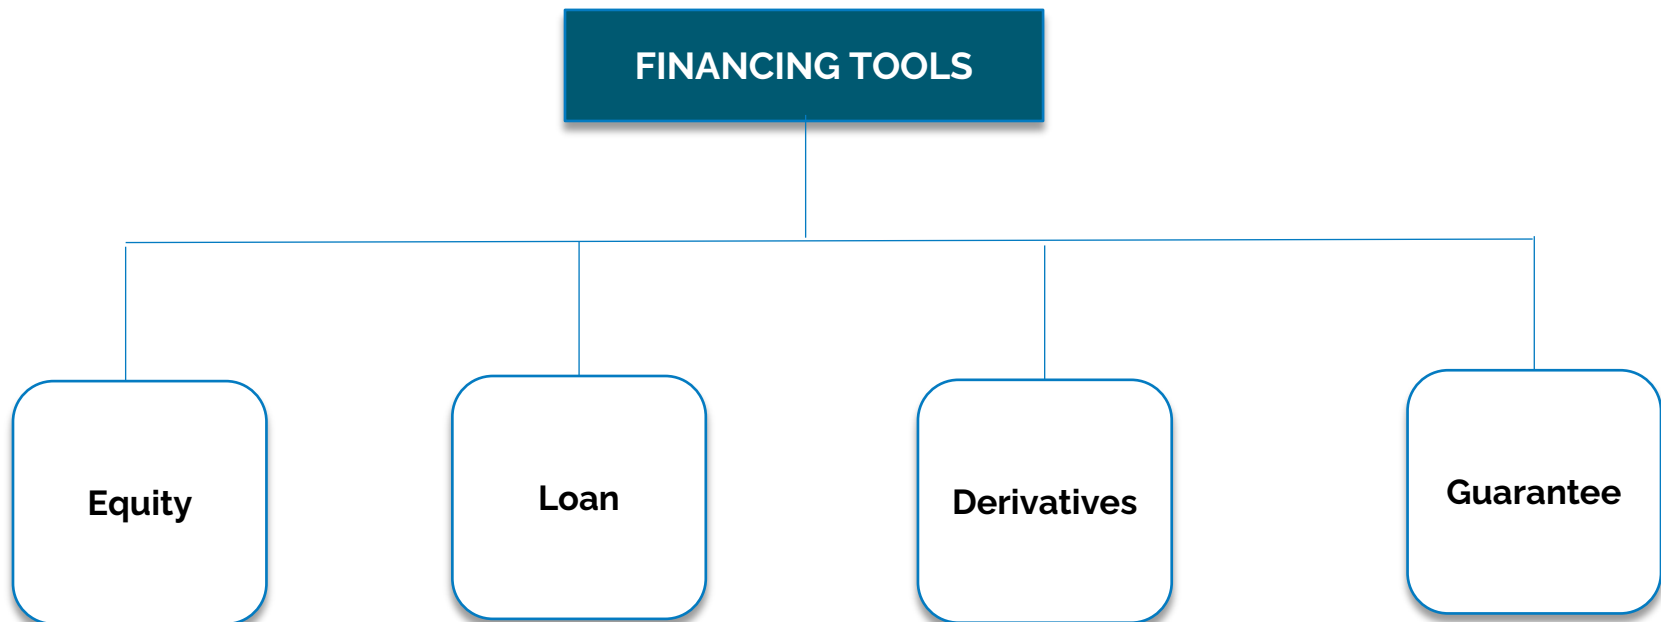 FINANCING TOOLS
Equity
Loan
Derivatives
Guarantee